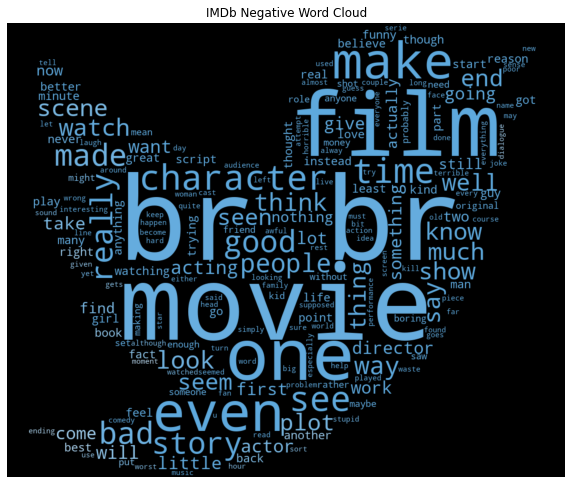 IMDb Negative Word Cloud
tell
now
better
minute
scene
let
laugh
mean
never
watch
day
might
around
great
want
made
script
play
wrong
interesting
sound
line
take
many
really
anything
trying
seen
character
audience
woman
cast
left
quite
keep
happen
become
hard
br br
friend
awful
good
think
nothing
lot
people
rest
without
live
love
give
instead
role
shot
real
believe
funny
though
serie
used
almost
long
couple
guess
anyone
make
start
need
reason
face
sense
poor
new
end
going
got
name
may
everyone
everything
dialogue
joke
actually
probably
part
money
horrible
attempt
thought
film
time
still
done
try
terrible
well
least
kind
every
guy
original
must
bit
action
idea
old
two
course
something
know
much
screen
kill
show
man
thing
say
performance
piece
yet
far
right
given
watching
acting
either
looking
family
kid
life
supposed
movie
find
girl
gets
making
star
said
head
point
boring
found
goes
book
set
although
enough
simply
sure
world
director
saw
fact
moment
look
turn
one
especially
way
waste
watched
seemed
word
big
help
played
seem
someone
fan
first
problem
rather
work
see
maybe
comedy
feel
even
u
plot
stupid
ending
come
bad
story
read
actor
another
best
use
will
little
back
sort
put
worst
hour
music